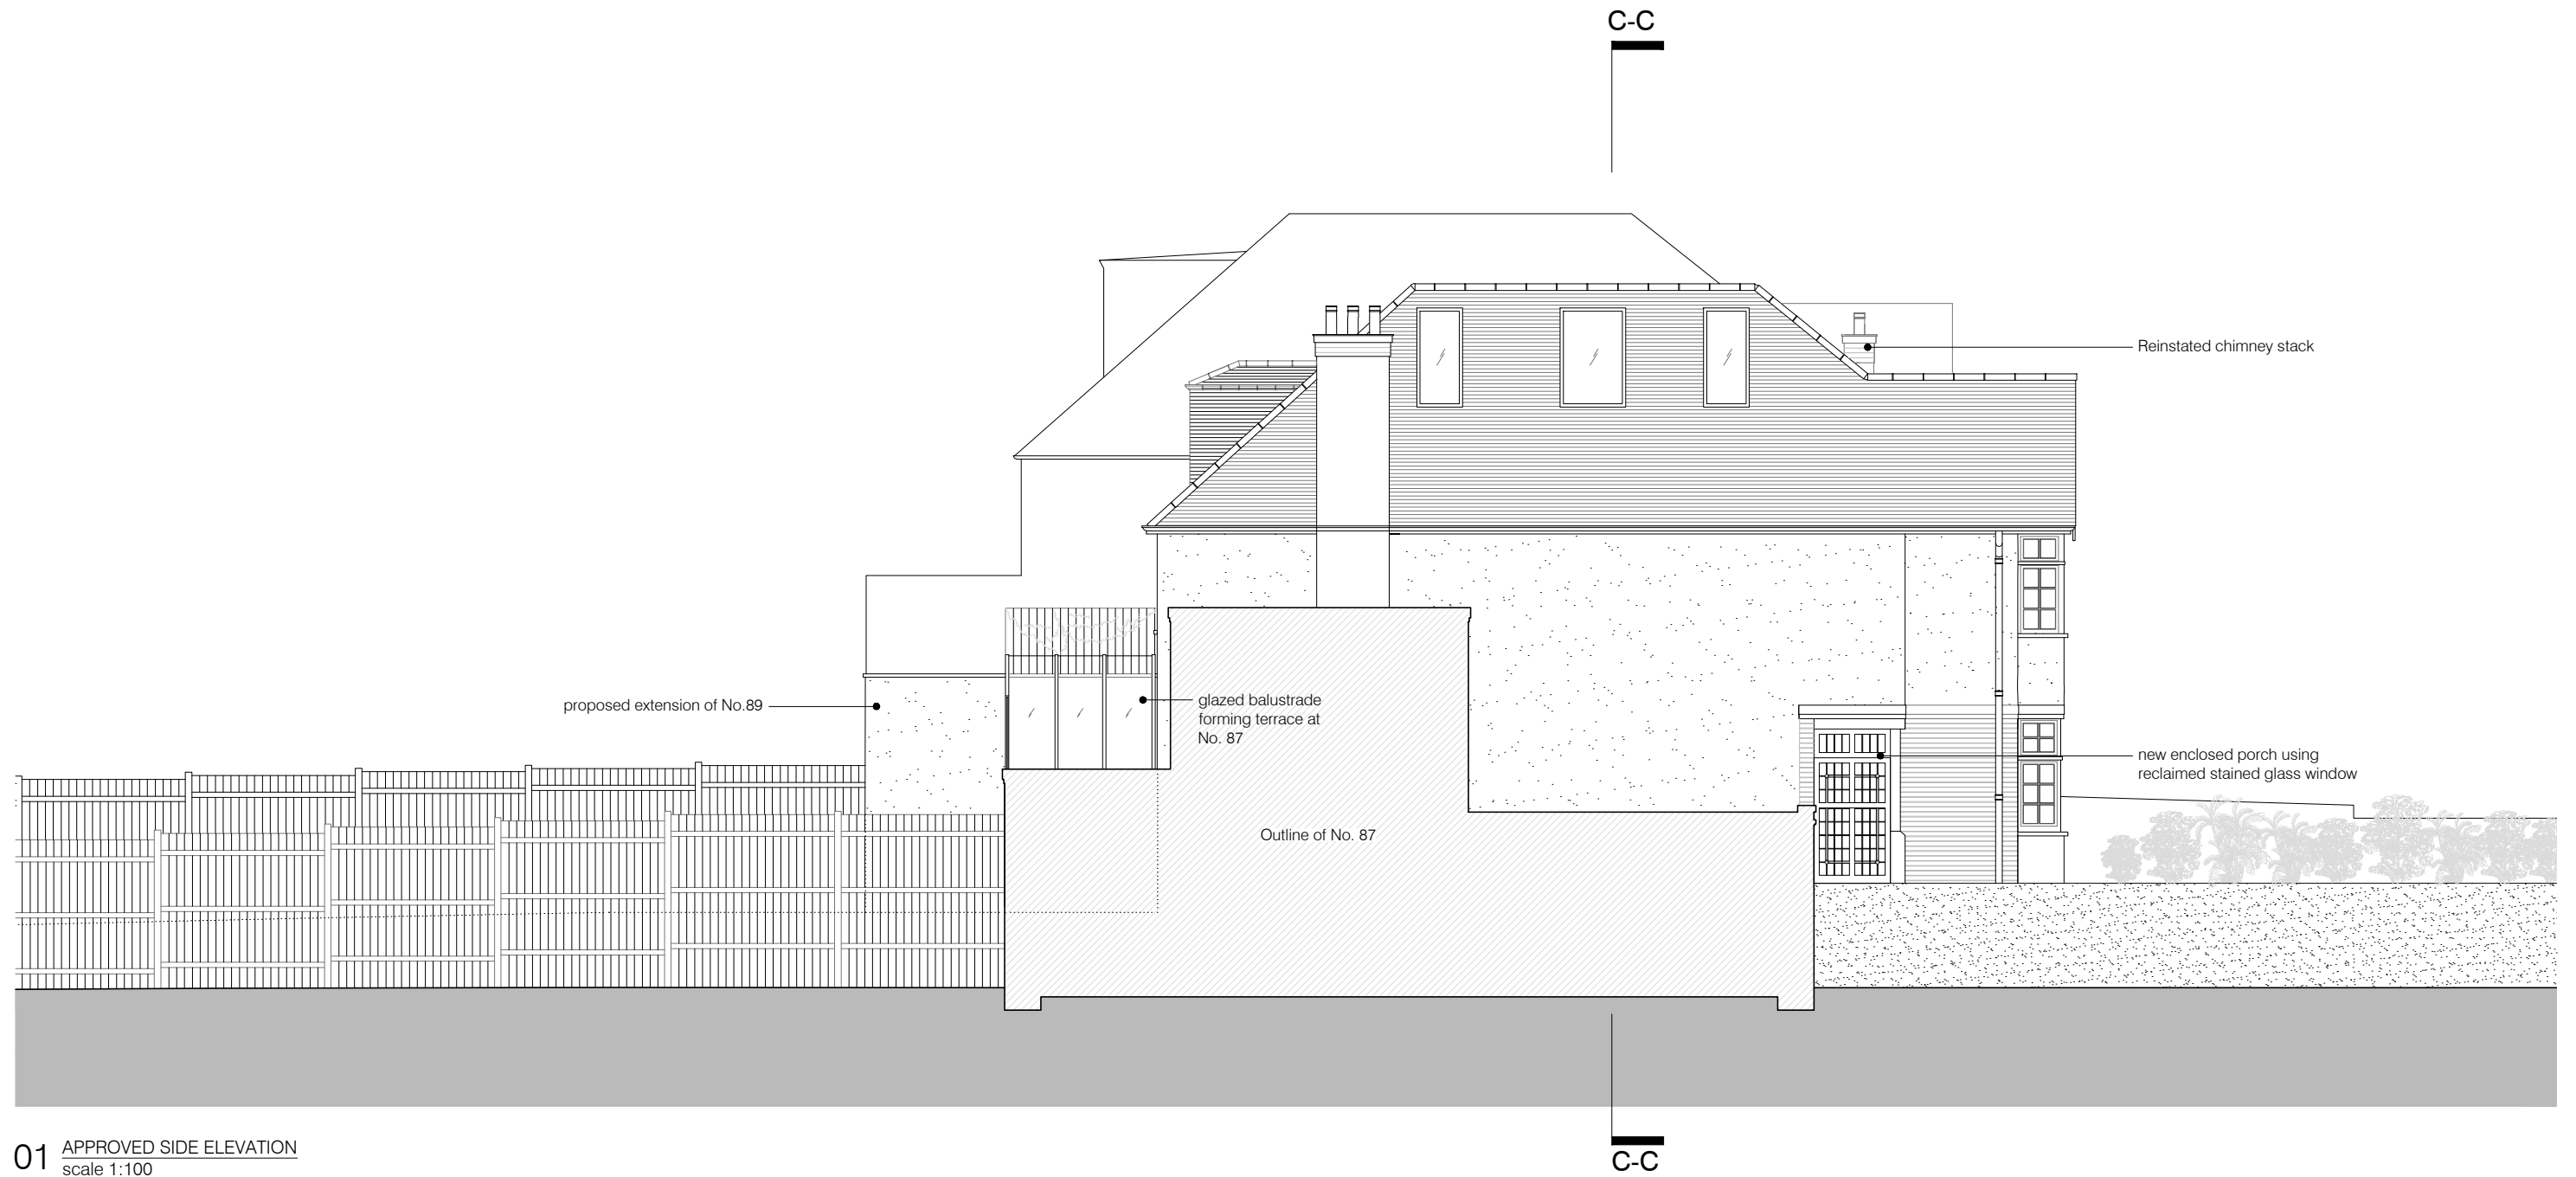 C-C
Reinstated chimney stack
proposed extension of No.89
glazed balustrade
forming terrace at
No. 87
new enclosed porch using
reclaimed stained glass window
Outline of No. 87
01 APPROVED SIDE ELEVATION
scale 1:100
C-C